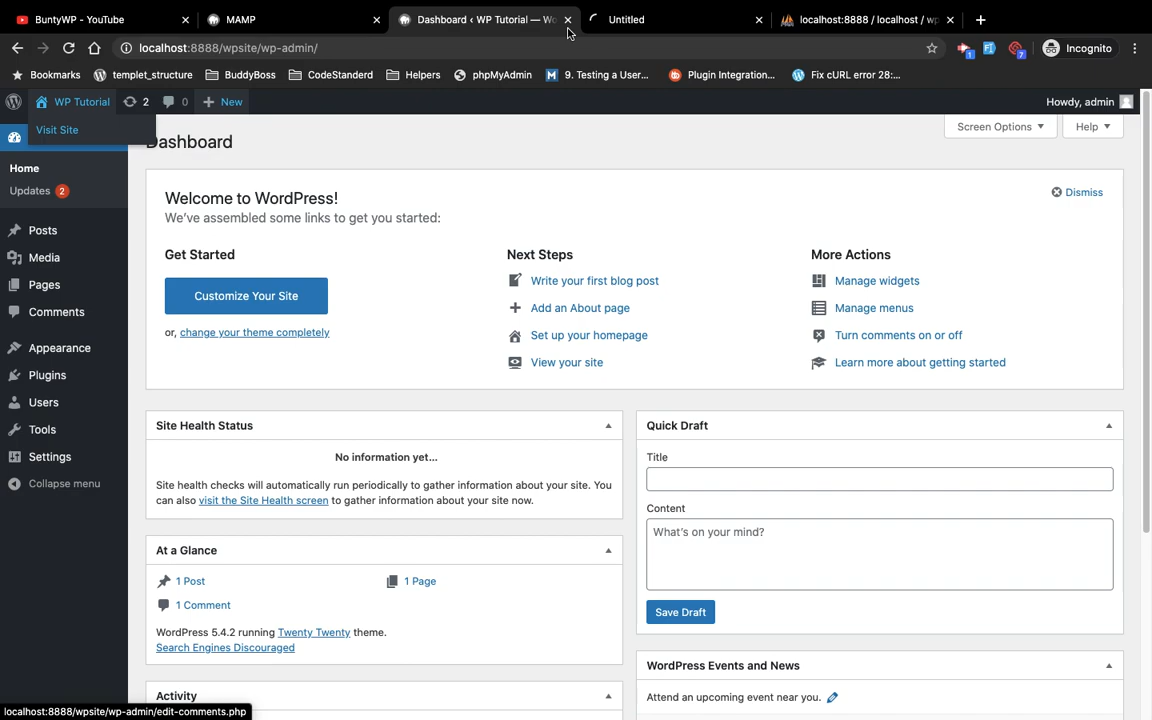 BuntyWP - YouTube
MAMP
Dashboard ‹ WP Tutorial — Wo
Untitled
localhost:8888 / localhost / wp
localhost:8888/wpsite/wp-admin/
1
7
Incognito
Bookmarks
templet_structure
BuddyBoss
CodeStanderd
Helpers
phpMyAdmin
9. Testing a User...
Plugin Integration...
Fix cURL error 28:...
WP Tutorial
2
0
New
Howdy, admin
Visit Site
Dashboard
Screen Options
Help
Home
Updates 2
Posts
Media
Pages
Comments
Appearance
Plugins
Users
Tools
Settings
Collapse menu
Welcome to WordPress!
We've assembled some links to get you started:
Dismiss
Get Started
Customize Your Site
or, change your theme completely
Next Steps
Write your first blog post
Add an About page
Set up your homepage
View your site
More Actions
Manage widgets
Manage menus
Turn comments on or off
Learn more about getting started
Site Health Status
No information yet...
Site health checks will automatically run periodically to gather information about your site. You
can also visit the Site Health screen to gather information about your site now.
At a Glance
1 Post
1 Page
1 Comment
WordPress 5.4.2 running Twenty Twenty theme.
Search Engines Discouraged
Activity
Quick Draft
Title
Content
What's on your mind?
Save Draft
WordPress Events and News
Attend an upcoming event near you.
localhost:8888/wpsite/wp-admin/edit-comments.php